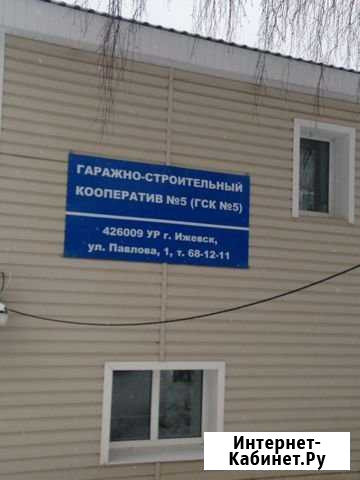 ГАРАЖНО-СТРОИТЕЛЬНЫЙ
КООПЕРАТИВ №5 (ГСК №5)
426009 УР г. Ижевск,
ул. Павлова, 1, т. 68-12-11
Интернет-
Кабинет.Ру